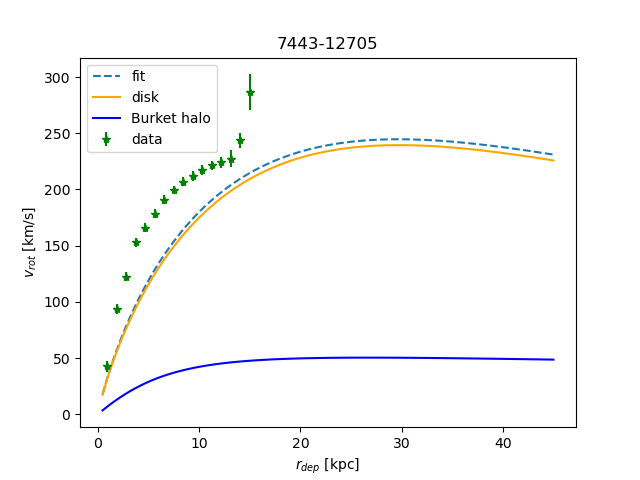 7443-12705
fit
disk
Burket halo
data
300
250
200
150
100
50
0
v_rot [km/s]
0 10 20 30 40
r_dep [kpc]